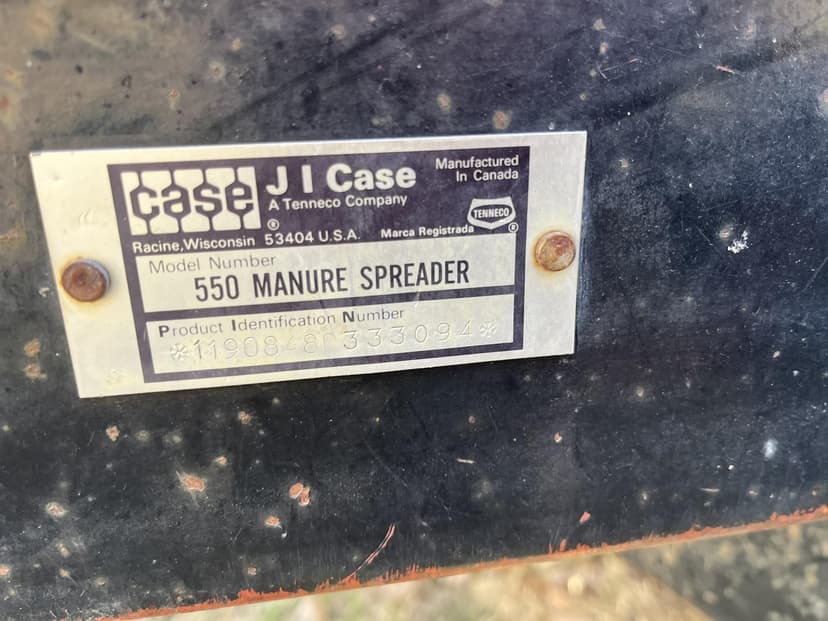 case
J I Case
A Tenneco Company
Manufactured
In Canada
®
TENNECO
®
Racine, Wisconsin 53404 U.S.A.
Marca Registrada
Model Number
550 MANURE SPREADER
Product Identification Number